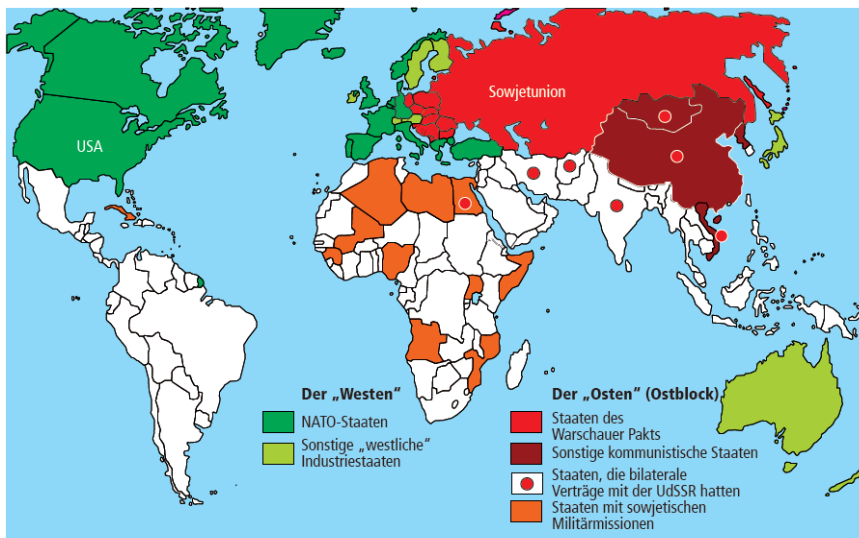 USA
Sowjetunion
Der „Westen“
NATO-Staaten
Sonstige „westliche“
Industriestaaten
Der „Osten“ (Ostblock)
Staaten des
Warschauer Pakts
Sonstige kommunistische Staaten
Staaten, die bilaterale
Verträge mit der UdSSR hatten
Staaten mit sowjetischen
Militärmissionen